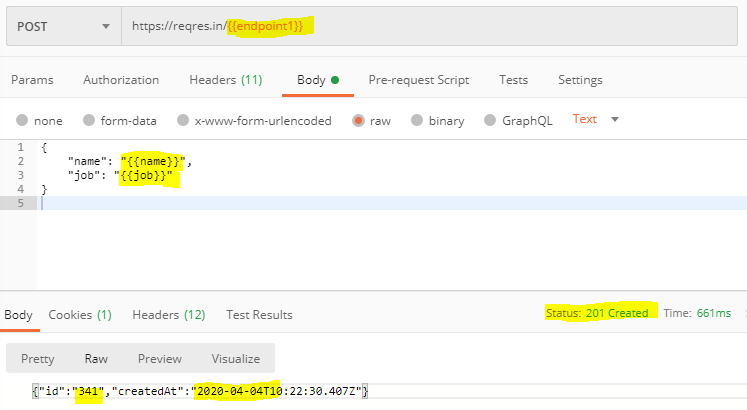 POST https://reqres.in/{{endpoint1}}
Params Authorization Headers (11) Body Pre-request Script Tests Settings
none form-data x-www-form-urlencoded raw binary GraphQL Text
1 {
2 "name": "{{name}}",
3 "job": "{{job}}"
4 }
5
Body Cookies (1) Headers (12) Test Results Status: 201 Created Time: 661ms
Pretty Raw Preview Visualize
{"id":"341","createdAt":"2020-04-04T10:22:30.407Z"}